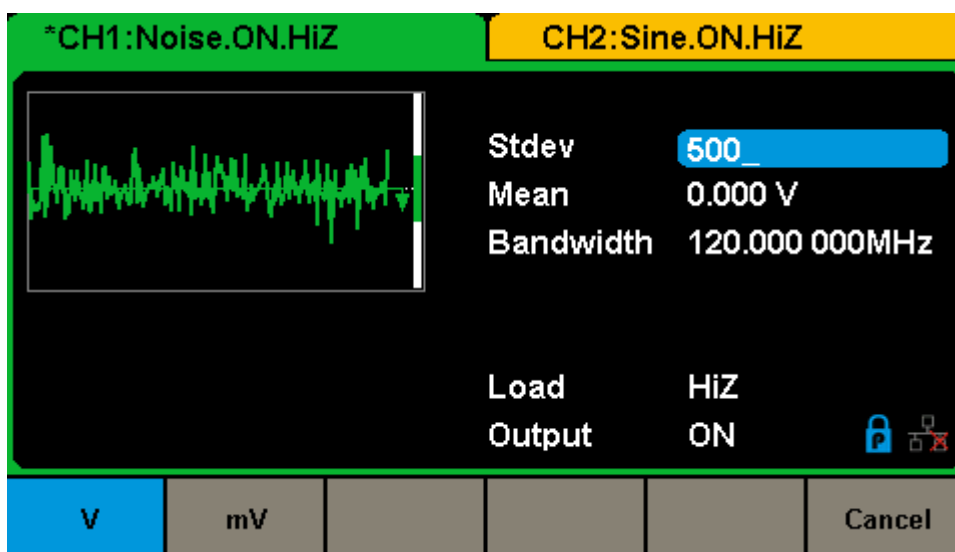 *CH1:Noise.ON.HiZ CH2:Sine.ON.HiZ
Stdev 500_
Mean 0.000 V
Bandwidth 120.000 000MHz
Load HiZ
Output ON P
V mV Cancel